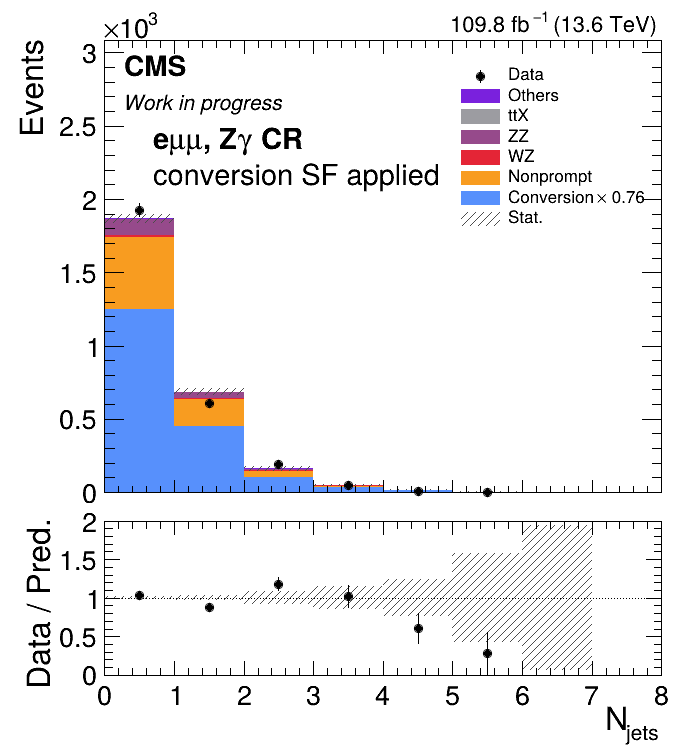 ×10³
109.8 fb⁻¹ (13.6 TeV)
Events
3
2.5
2
1.5
1
0.5
0
CMS
Work in progress
eμμ, Zγ CR
conversion SF applied
Data
Others
ttX
ZZ
WZ
Nonprompt
Conversion × 0.76
Stat.
Data / Pred.
2
1.5
1
0.5
0
0 1 2 3 4 5 6 7 8
N_jets